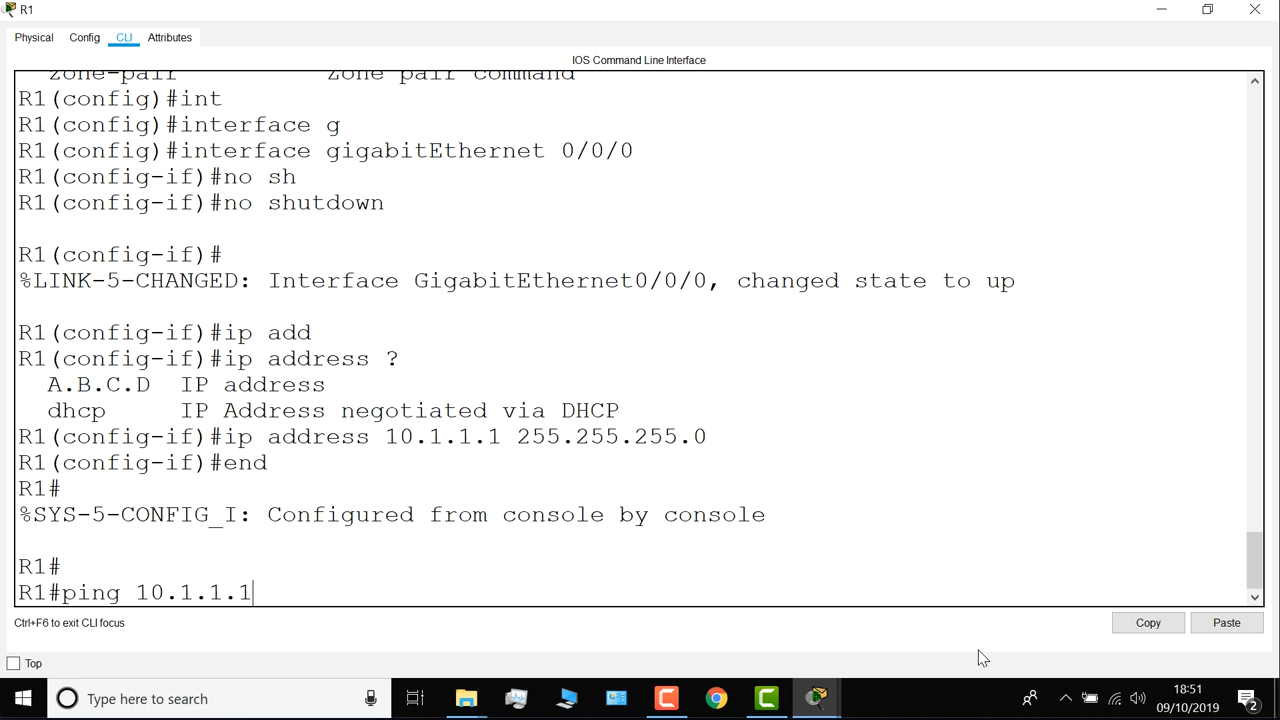 R1
Physical Config CLI Attributes
IOS Command Line Interface
zone-pair Zone pair command
R1(config)#int
R1(config)#interface g
R1(config)#interface gigabitEthernet 0/0/0
R1(config-if)#no sh
R1(config-if)#no shutdown
R1(config-if)#
%LINK-5-CHANGED: Interface GigabitEthernet0/0/0, changed state to up
R1(config-if)#ip add
R1(config-if)#ip address ?
A.B.C.D IP address
dhcp IP Address negotiated via DHCP
R1(config-if)#ip address 10.1.1.1 255.255.255.0
R1(config-if)#end
R1#
%SYS-5-CONFIG_I: Configured from console by console
R1#
R1#ping 10.1.1.1
Ctrl+F6 to exit CLI focus
Copy Paste
Top
Type here to search
18:51
09/10/2019
2